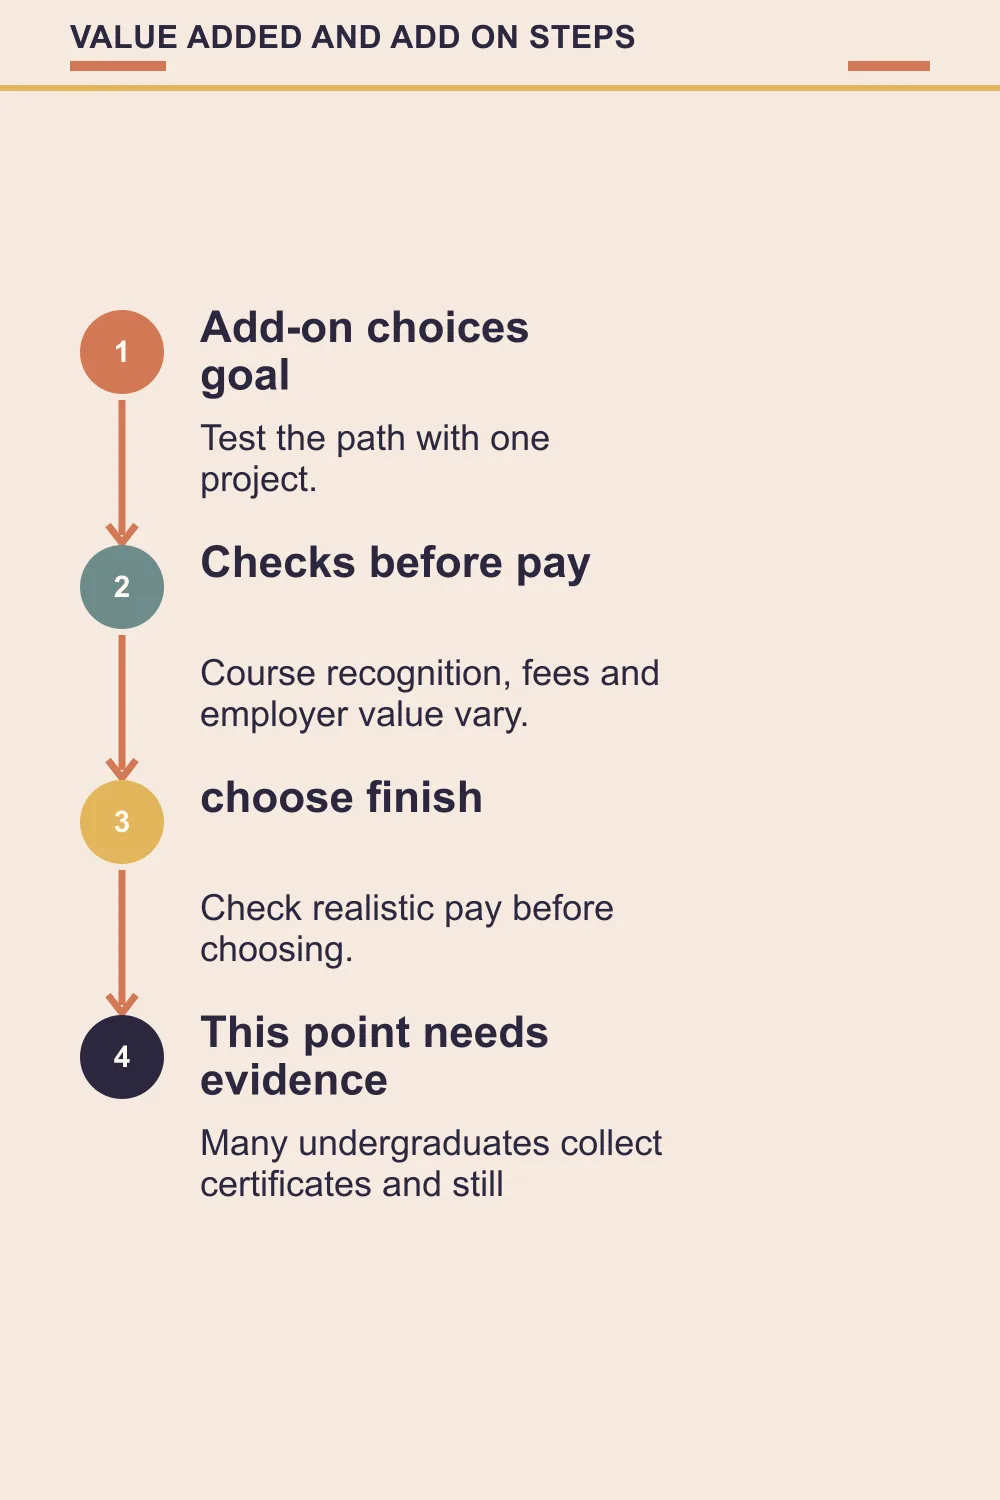 VALUE ADDED AND ADD ON STEPS
1
Add-on choices
goal
Test the path with one
project.
2
Checks before pay
Course recognition, fees and
employer value vary.
3
choose finish
Check realistic pay before
choosing.
4
This point needs
evidence
Many undergraduates collect
certificates and still